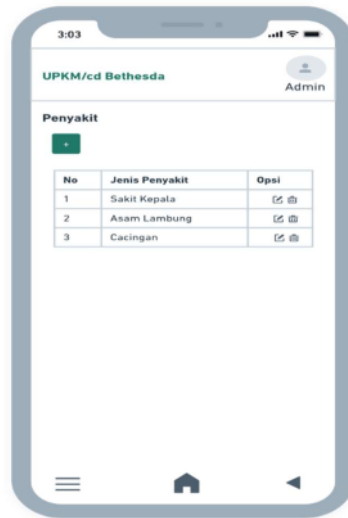 3:03
UPKM/cd Bethesda
Admin
Penyakit
+
No Jenis Penyakit Opsi
1 Sakit Kepala
2 Asam Lambung
3 Cacingan